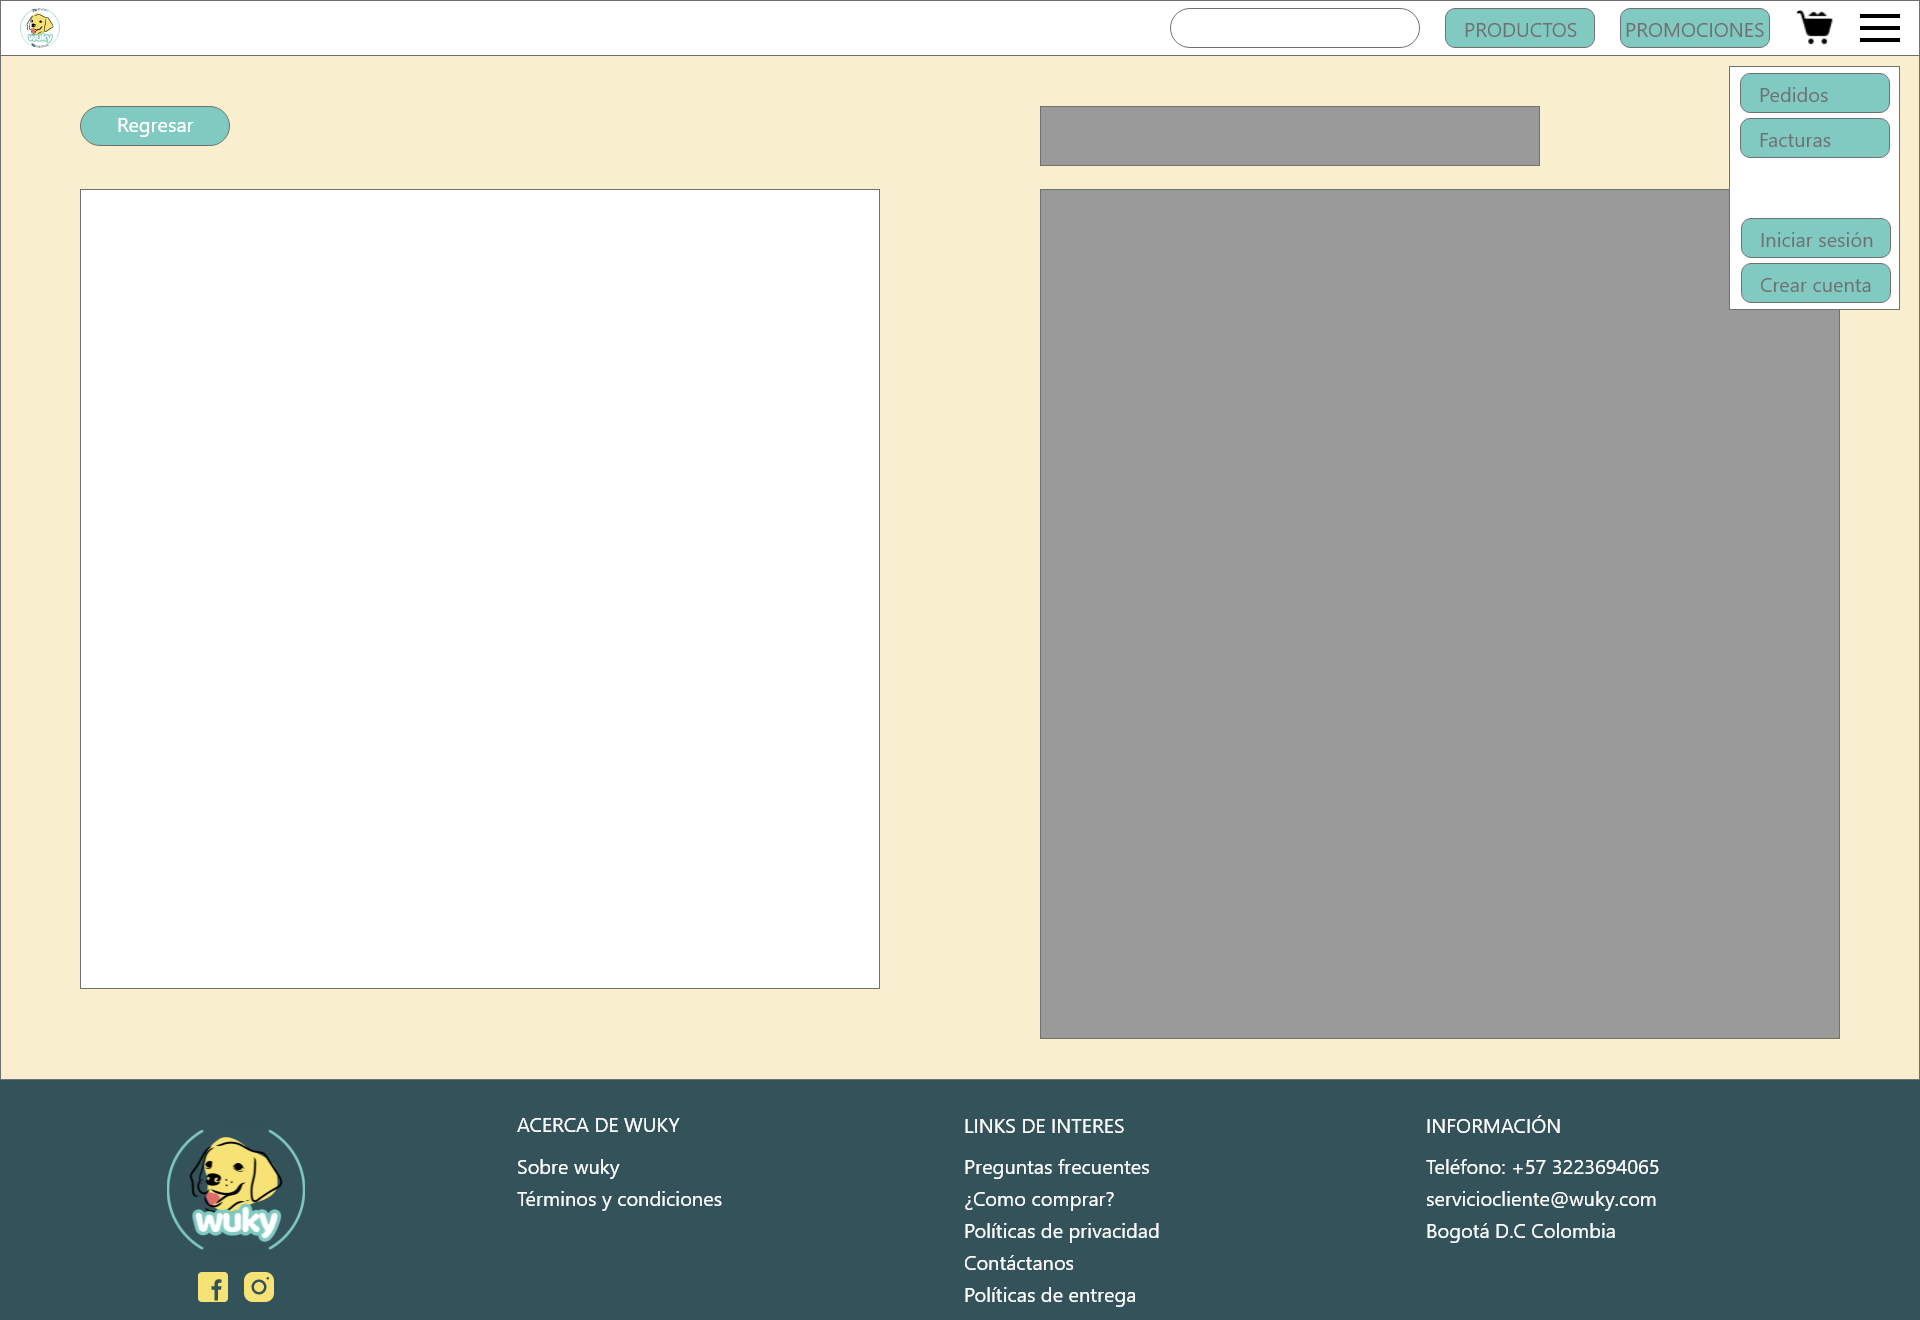 wuky
PRODUCTOS
PROMOCIONES
Regresar
Pedidos
Facturas
Iniciar sesión
Crear cuenta
wuky
ACERCA DE WUKY
Sobre wuky
Términos y condiciones
LINKS DE INTERES
Preguntas frecuentes
¿Como comprar?
Políticas de privacidad
Contáctanos
Políticas de entrega
INFORMACIÓN
Teléfono: +57 3223694065
serviciocliente@wuky.com
Bogotá D.C Colombia